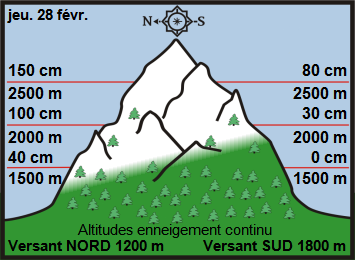 jeu. 28 févr.
N S
150 cm 80 cm
2500 m 2500 m
100 cm 30 cm
2000 m 2000 m
40 cm 0 cm
1500 m 1500 m
Altitudes enneigement continu
Versant NORD 1200 m Versant SUD 1800 m